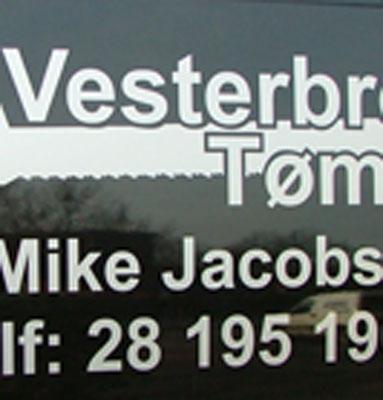 Vesterbr
Tøm
Mike Jacobs
lf: 28 195 19